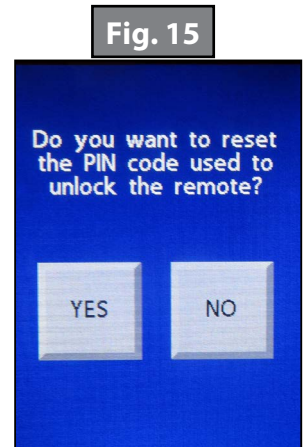 Fig. 15
Do you want to reset
the PIN code used to
unlock the remote?
YES
NO